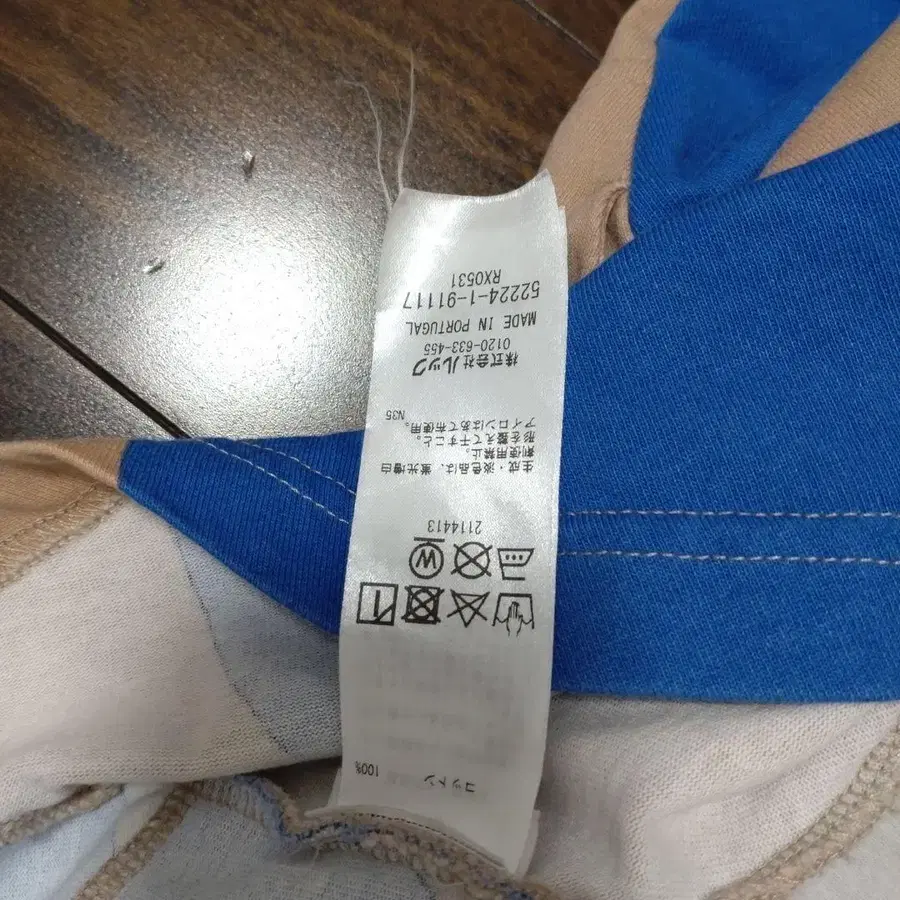 コットン 100%
2114413
生成・淡色品は、蛍光増白
剤使用禁止。
形を整えて干すこと。
アイロンはあて布使用。
N35
株式会社ルック
0120-633-455
MADE IN PORTUGAL
52224-1-91117
RX0531